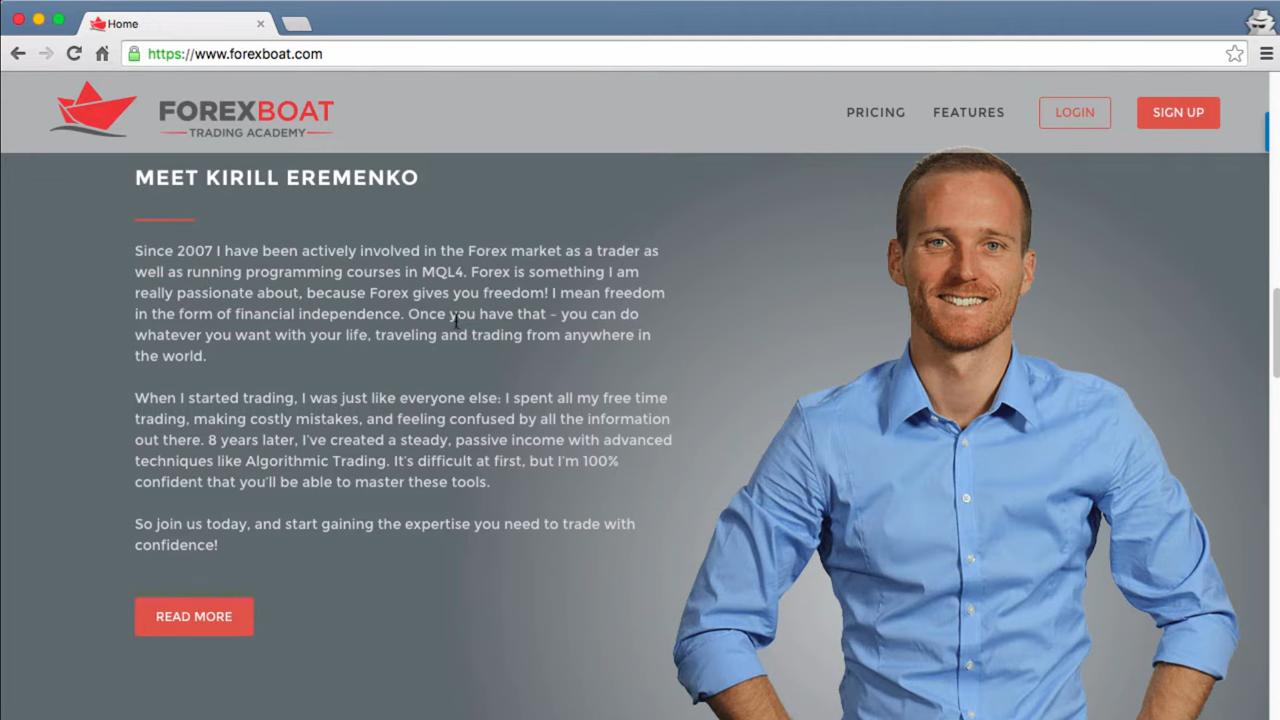 Home
https://www.forexboat.com
FOREXBOAT
TRADING ACADEMY
PRICING
FEATURES
LOGIN
SIGN UP
MEET KIRILL EREMENKO
Since 2007 I have been actively involved in the Forex market as a trader as
well as running programming courses in MQL4. Forex is something I am
really passionate about, because Forex gives you freedom! I mean freedom
in the form of financial independence. Once you have that – you can do
whatever you want with your life, traveling and trading from anywhere in
the world.
When I started trading, I was just like everyone else: I spent all my free time
trading, making costly mistakes, and feeling confused by all the information
out there. 8 years later, I've created a steady, passive income with advanced
techniques like Algorithmic Trading. It's difficult at first, but I'm 100%
confident that you'll be able to master these tools.
So join us today, and start gaining the expertise you need to trade with
confidence!
READ MORE